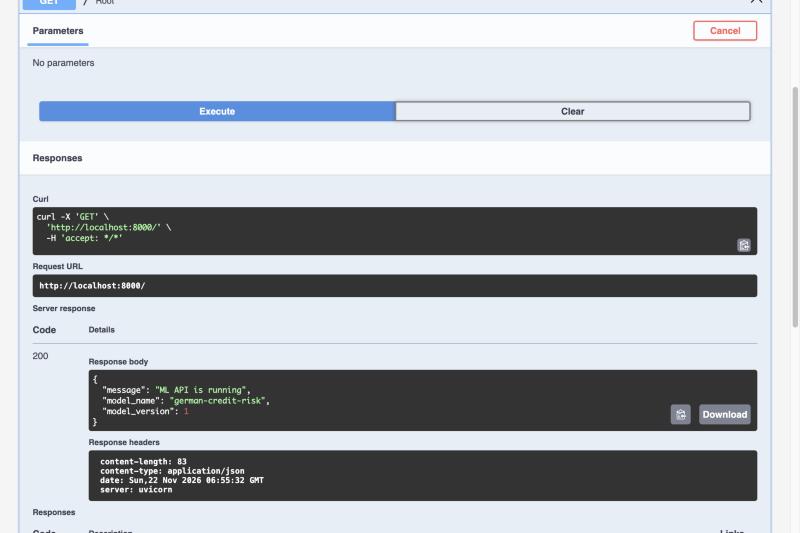 GET / Root
Parameters
Cancel
No parameters
Execute
Clear
Responses
Curl
curl -X 'GET' \
  'http://localhost:8000/' \
  -H 'accept: */*'
Request URL
http://localhost:8000/
Server response
Code Details
200
Response body
{
  "message": "ML API is running",
  "model_name": "german-credit-risk",
  "model_version": 1
}
Download
Response headers
content-length: 83
content-type: application/json
date: Sun,22 Nov 2026 06:55:32 GMT
server: uvicorn
Responses
Code Description Links